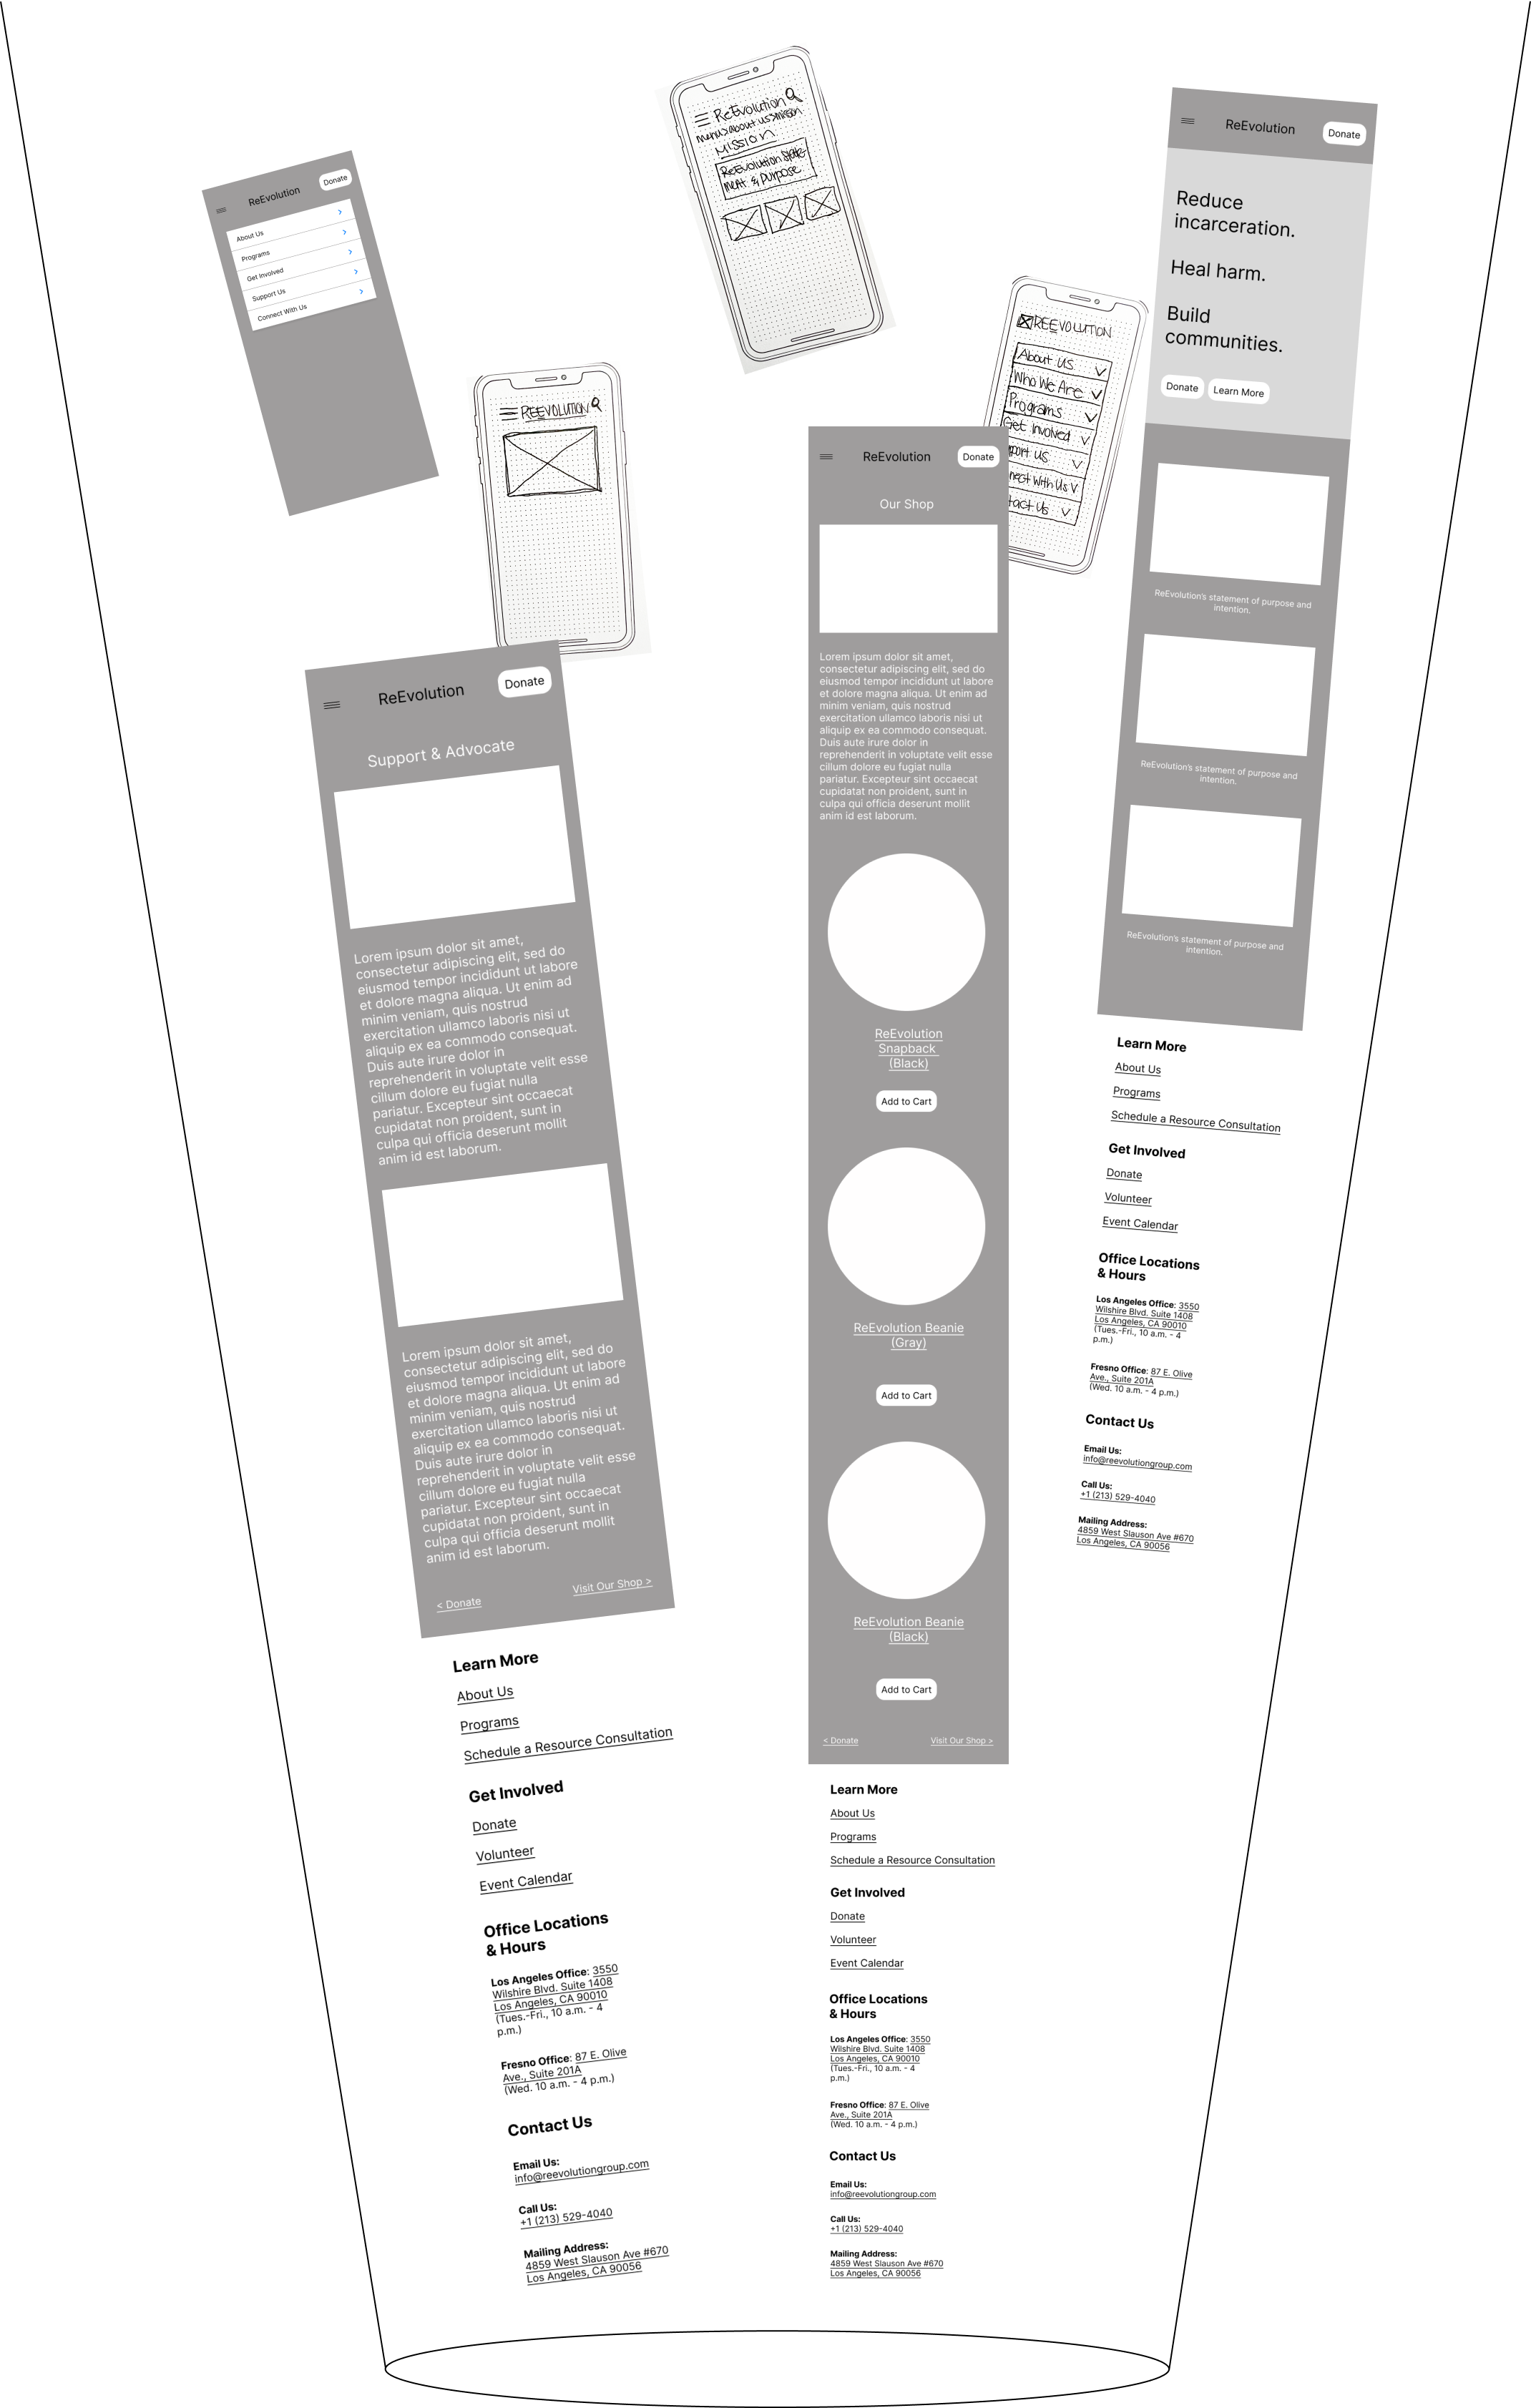 ReEvolution
Donate
About Us
Programs
Get Involved
Support Us
Connect With Us
REEVOLUTION
ReEvolution
menu>about us>mission
MISSION
ReEvolution State
ment & purpose
REEVOLUTION
About Us
Who We Are
Programs
Get Involved
port us
nect With Us
tact Us
ReEvolution
Donate
Reduce
incarceration.
Heal harm.
Build
communities.
Donate
Learn More
ReEvolution's statement of purpose and
intention.
ReEvolution's statement of purpose and
intention.
ReEvolution's statement of purpose and
intention.
Learn More
About Us
Programs
Schedule a Resource Consultation
Get Involved
Donate
Volunteer
Event Calendar
Office Locations
& Hours
Los Angeles Office: 3550
Wilshire Blvd. Suite 1408
Los Angeles, CA 90010
(Tues.-Fri., 10 a.m. - 4
p.m.)
Fresno Office: 87 E. Olive
Ave., Suite 201A
(Wed. 10 a.m. - 4 p.m.)
Contact Us
Email Us:
info@reevolutiongroup.com
Call Us:
+1 (213) 529-4040
Mailing Address:
4859 West Slauson Ave #670
Los Angeles, CA 90056
ReEvolution
Donate
Support & Advocate
Lorem ipsum dolor sit amet,
consectetur adipiscing elit, sed do
eiusmod tempor incididunt ut labore
et dolore magna aliqua. Ut enim ad
minim veniam, quis nostrud
exercitation ullamco laboris nisi ut
aliquip ex ea commodo consequat.
Duis aute irure dolor in
reprehenderit in voluptate velit esse
cillum dolore eu fugiat nulla
pariatur. Excepteur sint occaecat
cupidatat non proident, sunt in
culpa qui officia deserunt mollit
anim id est laborum.
Lorem ipsum dolor sit amet,
consectetur adipiscing elit, sed do
eiusmod tempor incididunt ut labore
et dolore magna aliqua. Ut enim ad
minim veniam, quis nostrud
exercitation ullamco laboris nisi ut
aliquip ex ea commodo consequat.
Duis aute irure dolor in
reprehenderit in voluptate velit esse
cillum dolore eu fugiat nulla
pariatur. Excepteur sint occaecat
cupidatat non proident, sunt in
culpa qui officia deserunt mollit
anim id est laborum.
< Donate
Visit Our Shop >
Learn More
About Us
Programs
Schedule a Resource Consultation
Get Involved
Donate
Volunteer
Event Calendar
Office Locations
& Hours
Los Angeles Office: 3550
Wilshire Blvd. Suite 1408
Los Angeles, CA 90010
(Tues.-Fri., 10 a.m. - 4
p.m.)
Fresno Office: 87 E. Olive
Ave., Suite 201A
(Wed. 10 a.m. - 4 p.m.)
Contact Us
Email Us:
info@reevolutiongroup.com
Call Us:
+1 (213) 529-4040
Mailing Address:
4859 West Slauson Ave #670
Los Angeles, CA 90056
ReEvolution
Donate
Our Shop
Lorem ipsum dolor sit amet,
consectetur adipiscing elit, sed do
eiusmod tempor incididunt ut labore
et dolore magna aliqua. Ut enim ad
minim veniam, quis nostrud
exercitation ullamco laboris nisi ut
aliquip ex ea commodo consequat.
Duis aute irure dolor in
reprehenderit in voluptate velit esse
cillum dolore eu fugiat nulla
pariatur. Excepteur sint occaecat
cupidatat non proident, sunt in
culpa qui officia deserunt mollit
anim id est laborum.
ReEvolution
Snapback
(Black)
Add to Cart
ReEvolution Beanie
(Gray)
Add to Cart
ReEvolution Beanie
(Black)
Add to Cart
< Donate
Visit Our Shop >
Learn More
About Us
Programs
Schedule a Resource Consultation
Get Involved
Donate
Volunteer
Event Calendar
Office Locations
& Hours
Los Angeles Office: 3550
Wilshire Blvd. Suite 1408
Los Angeles, CA 90010
(Tues.-Fri., 10 a.m. - 4
p.m.)
Fresno Office: 87 E. Olive
Ave., Suite 201A
(Wed. 10 a.m. - 4 p.m.)
Contact Us
Email Us:
info@reevolutiongroup.com
Call Us:
+1 (213) 529-4040
Mailing Address:
4859 West Slauson Ave #670
Los Angeles, CA 90056